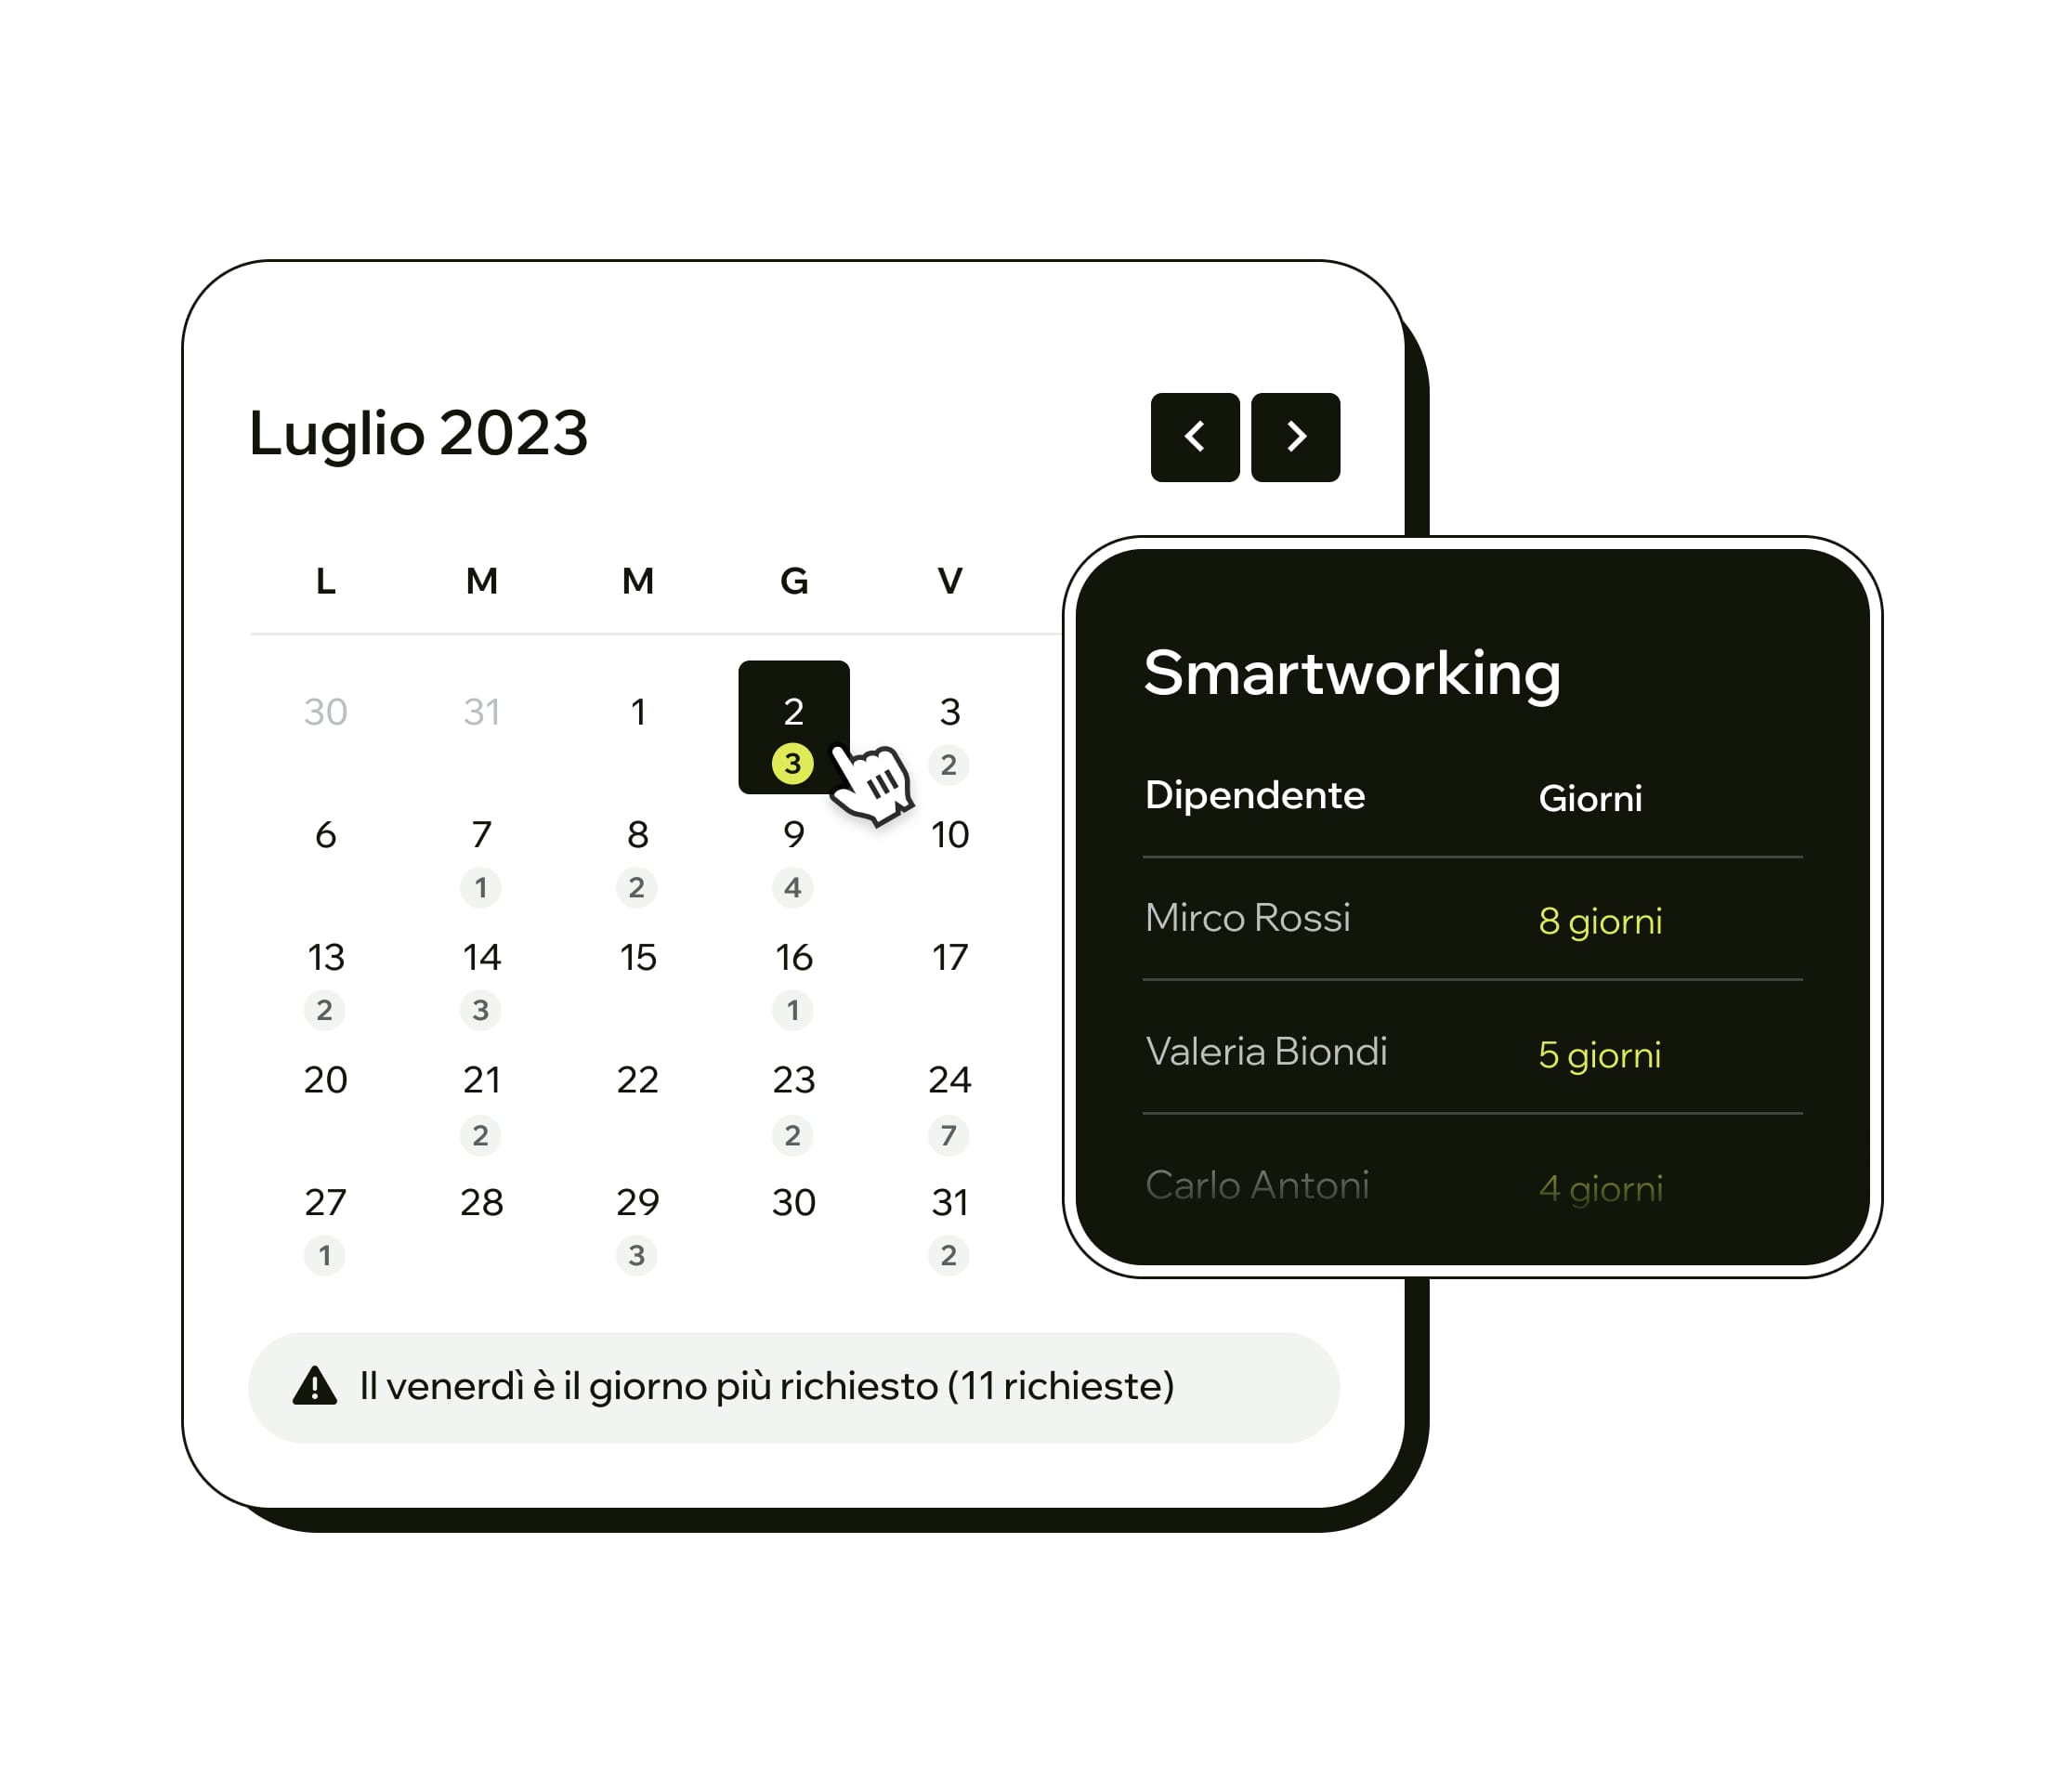 Luglio 2023
L M M G V
30 31 1 2 3
3 2
6 7 8 9 10
1 2 4
13 14 15 16 17
2 3 1
20 21 22 23 24
2 2 7
27 28 29 30 31
1 3 2
Il venerdì è il giorno più richiesto (11 richieste)
Smartworking
Dipendente Giorni
Mirco Rossi 8 giorni
Valeria Biondi 5 giorni
Carlo Antoni 4 giorni